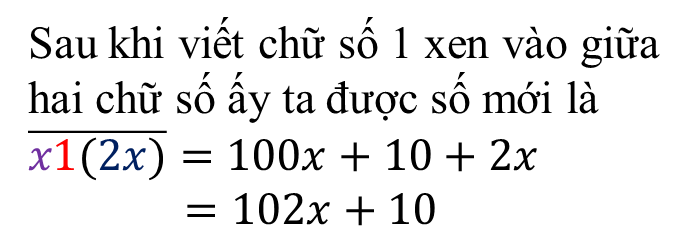 Sau khi viết chữ số 1 xen vào giữa
hai chữ số ấy ta được số mới là
\overline{x1(2x)} = 100x + 10 + 2x
= 102x + 10